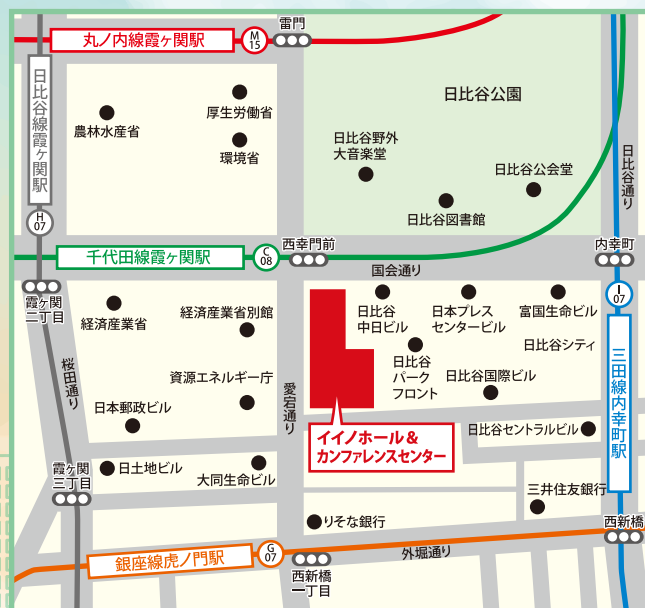 雷門
丸ノ内線霞ヶ関駅
M
15
日比谷線霞ヶ関駅
H
07
農林水産省
厚生労働省
環境省
日比谷公園
日比谷野外
大音楽堂
日比谷公会堂
日比谷図書館
日比谷通り
千代田線霞ヶ関駅
C
08
西幸門前
国会通り
内幸町
I
07
霞ヶ関
二丁目
経済産業省
経済産業省別館
日比谷
中日ビル
日本プレス
センタービル
富国生命ビル
日比谷シティ
桜田通り
資源エネルギー庁
愛宕通り
日比谷
パーク
フロント
日比谷国際ビル
三田線内幸町駅
日本郵政ビル
イイノホール&
カンファレンスセンター
日比谷セントラルビル
霞ヶ関
三丁目
日土地ビル
大同生命ビル
三井住友銀行
りそな銀行
西新橋
銀座線虎ノ門駅
G
07
外堀通り
西新橋
一丁目